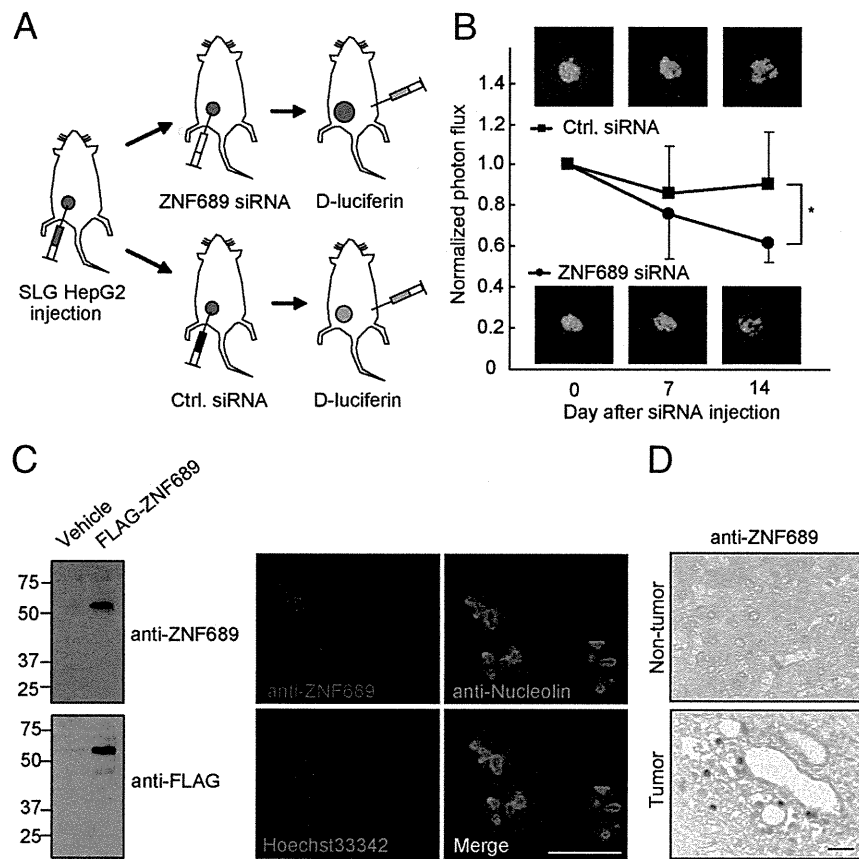 A
ZNF689 siRNA
D-luciferin
SLG HepG2
injection
Ctrl. siRNA
D-luciferin
B
Normalized photon flux
1.4
1.2
1.0
0.8
0.6
0.4
0.2
0
Ctrl. siRNA
*
ZNF689 siRNA
0 7 14
Day after siRNA injection
C
Vehicle
FLAG-ZNF689
75
50
37
25
anti-ZNF689
75
50
37
25
anti-FLAG
anti-ZNF689
anti-Nucleolin
Hoechst33342
Merge
D
anti-ZNF689
Non-tumor
Tumor